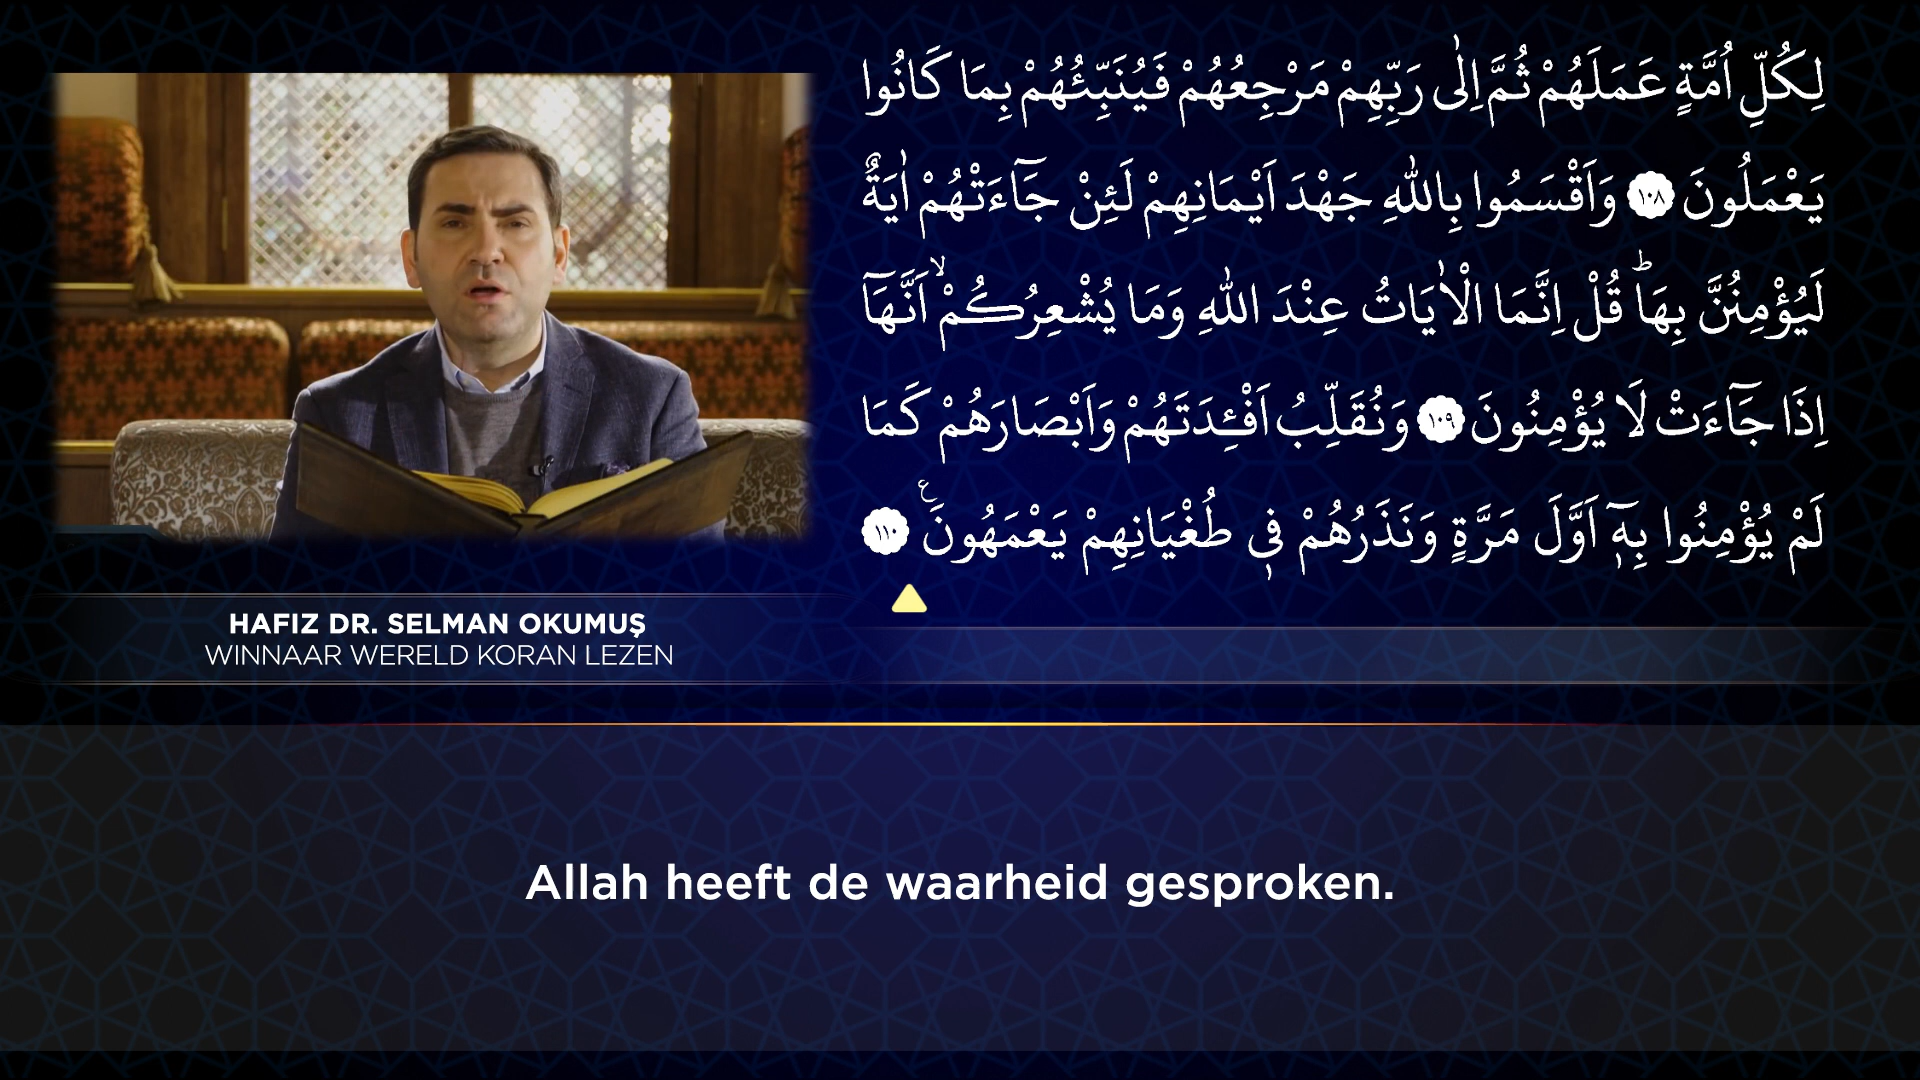 لِكُلِّ اُمَّةٍ عَمَلَهُمْ ثُمَّ اِلٰى رَبِّهِمْ مَرْجِعُهُمْ فَيُنَبِّئُهُمْ بِمَا كَانُوا
يَعْمَلُونَ ﴿١٠٨﴾ وَاَقْسَمُوا بِاللّٰهِ جَهْدَ اَيْمَانِهِمْ لَئِنْ جَٓاءَتْهُمْ اٰيَةٌ
لَيُؤْمِنُنَّ بِهَاۜ قُلْ اِنَّمَا الْاٰيَاتُ عِنْدَ اللّٰهِ وَمَا يُشْعِرُكُمْۙ اَنَّهَٓا
اِذَا جَٓاءَتْ لَا يُؤْمِنُونَ ﴿١٠٩﴾ وَنُقَلِّبُ اَفْـِٔدَتَهُمْ وَاَبْصَارَهُمْ كَمَا
لَمْ يُؤْمِنُوا بِه۪ٓ اَوَّلَ مَرَّةٍ وَنَذَرُهُمْ ف۪ي طُغْيَانِهِمْ يَعْمَهُونَ۟ ﴿١١٠﴾
HAFIZ DR. SELMAN OKUMUŞ
WINNAAR WERELD KORAN LEZEN
Allah heeft de waarheid gesproken.